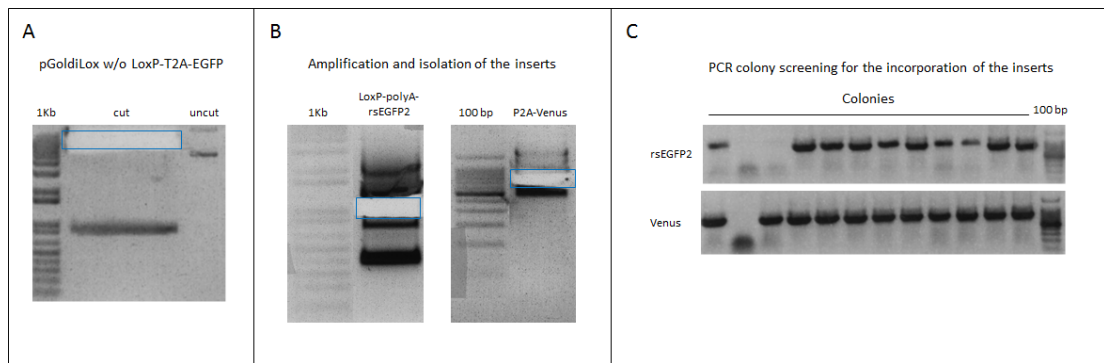 A
pGoldiLox w/o LoxP-T2A-EGFP
1Kb cut uncut
B
Amplification and isolation of the inserts
LoxP-polyA-
rsEGFP2
1Kb 100 bp P2A-Venus
C
PCR colony screening for the incorporation of the inserts
Colonies
100 bp
rsEGFP2
Venus